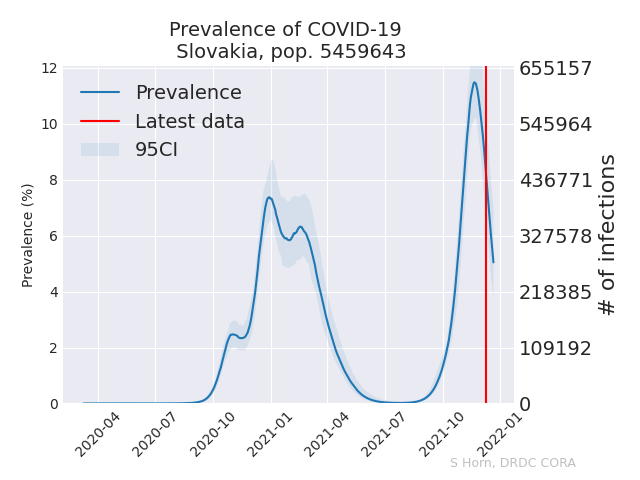 Prevalence of COVID-19
Slovakia, pop. 5459643
Prevalence (%)
12
10
8
6
4
2
0
Prevalence
Latest data
95CI
655157
545964
436771
327578
218385
109192
0
# of infections
2020-04
2020-07
2020-10
2021-01
2021-04
2021-07
2021-10
2022-01
S Horn, DRDC CORA